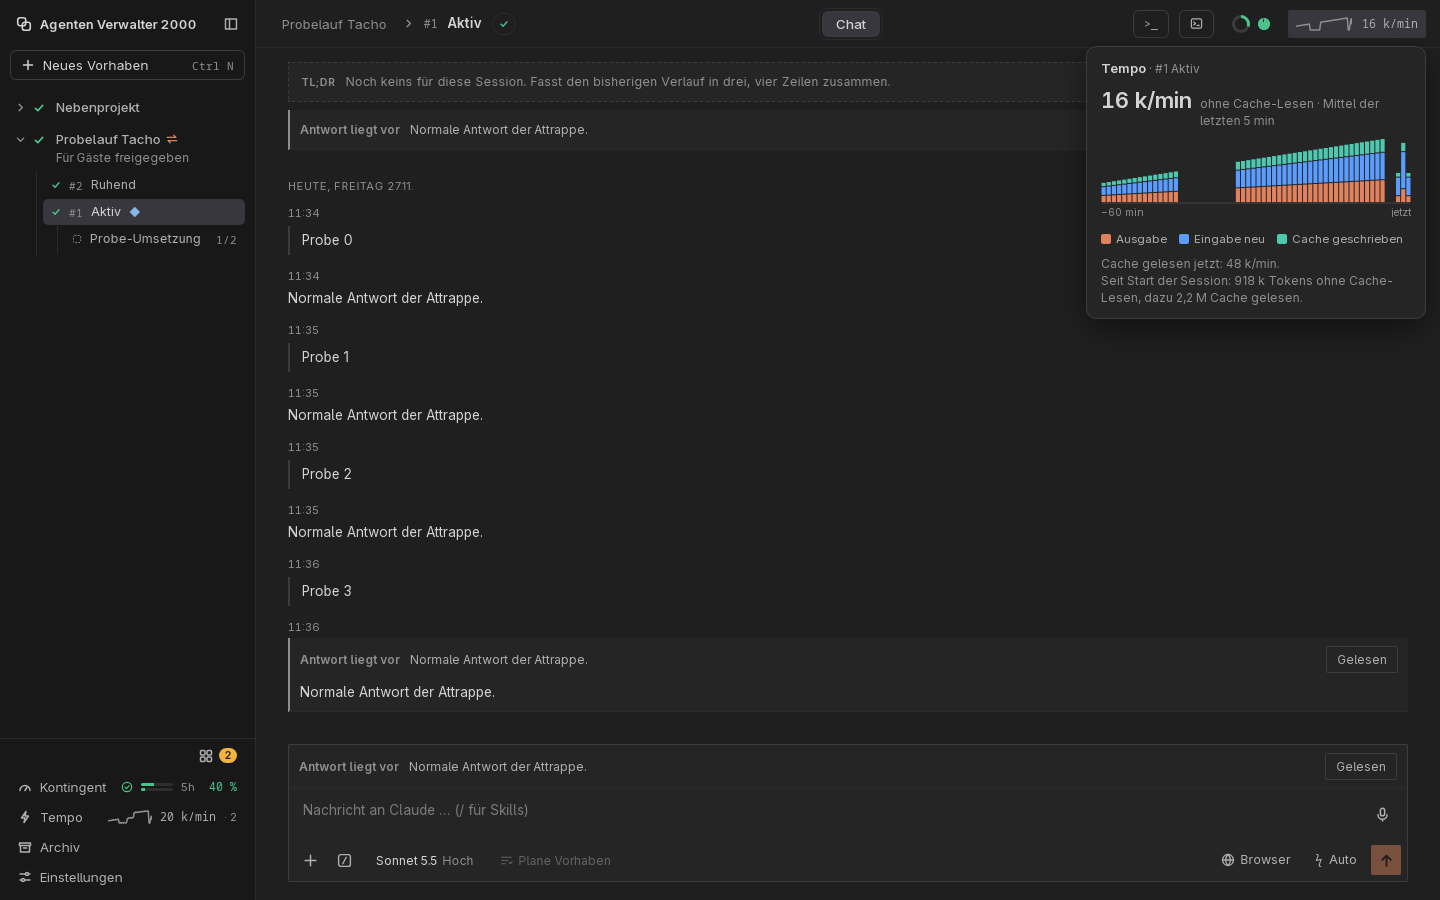 Agenten Verwalter 2000
Neues Vorhaben Ctrl N
Nebenprojekt
Probelauf Tacho
Für Gäste freigegeben
#2 Ruhend
#1 Aktiv
Probe-Umsetzung 1/2
2
Kontingent 5h 40 %
Tempo 20 k/min · 2
Archiv
Einstellungen
Probelauf Tacho #1 Aktiv
Chat
>_
16 k/min
TL;DR Noch keins für diese Session. Fasst den bisherigen Verlauf in drei, vier Zeilen zusammen.
Antwort liegt vor Normale Antwort der Attrappe.
HEUTE, FREITAG 27.11.
11:34
Probe 0
11:34
Normale Antwort der Attrappe.
11:35
Probe 1
11:35
Normale Antwort der Attrappe.
11:35
Probe 2
11:35
Normale Antwort der Attrappe.
11:36
Probe 3
11:36
Antwort liegt vor Normale Antwort der Attrappe. Gelesen
Normale Antwort der Attrappe.
Antwort liegt vor Normale Antwort der Attrappe. Gelesen
Nachricht an Claude … (/ für Skills)
Sonnet 5.5 Hoch Plane Vorhaben Browser Auto
Tempo · #1 Aktiv
16 k/min ohne Cache-Lesen · Mittel der
letzten 5 min
−60 min jetzt
Ausgabe Eingabe neu Cache geschrieben
Cache gelesen jetzt: 48 k/min.
Seit Start der Session: 918 k Tokens ohne Cache-
Lesen, dazu 2,2 M Cache gelesen.